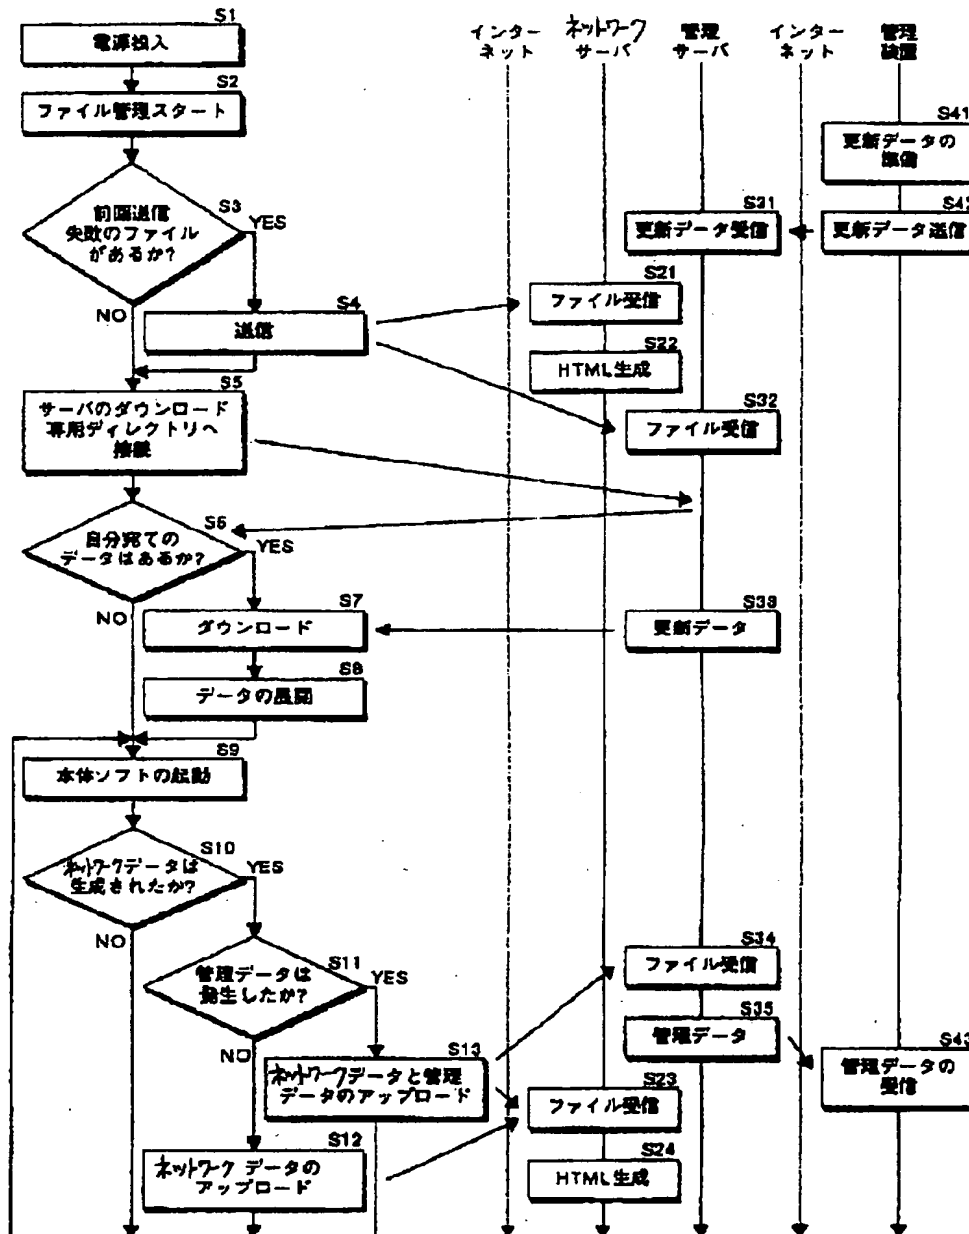 S1
電源投入
S2
ファイル管理スタート
S3
前回送信
失敗のファイル
があるか?
YES
NO
S4
送信
S5
サーバのダウンロード
専用ディレクトリへ
接続
S6
自分宛ての
データはあるか?
YES
NO
S7
ダウンロード
S8
データの展開
S9
本体ソフトの起動
S10
ネットワークデータは
生成されたか?
YES
NO
S11
管理データは
発生したか?
YES
NO
S13
ネットワークデータと管理
データのアップロード
S12
ネットワークデータの
アップロード
インター
ネット
ネットワーク
サーバ
管理
サーバ
インター
ネット
管理
装置
S41
更新データの
準備
S31
更新データ受信
S42
更新データ送信
S21
ファイル受信
S22
HTML生成
S32
ファイル受信
S33
更新データ
S34
ファイル受信
S35
管理データ
S43
管理データの
受信
S23
ファイル受信
S24
HTML生成